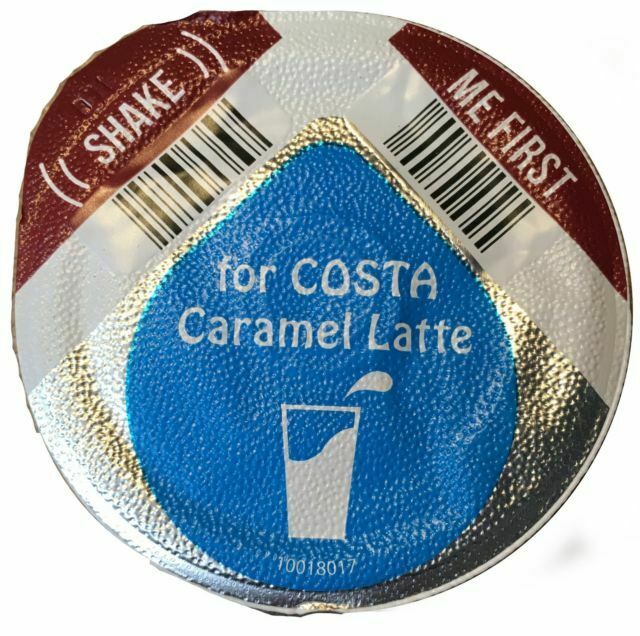 (( SHAKE ))
ME FIRST
for COSTA
Caramel Latte
10018017